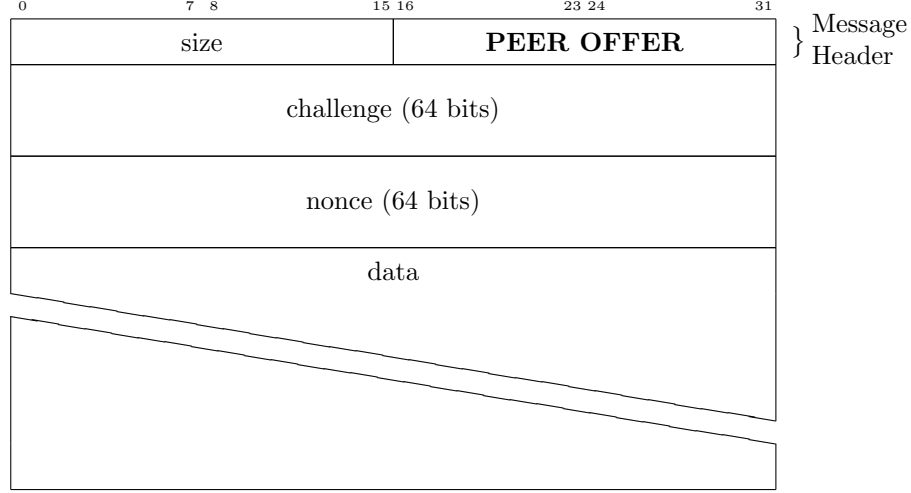 0 7 8 15 16 23 24 31
size PEER OFFER } Message
Header
challenge (64 bits)
nonce (64 bits)
data